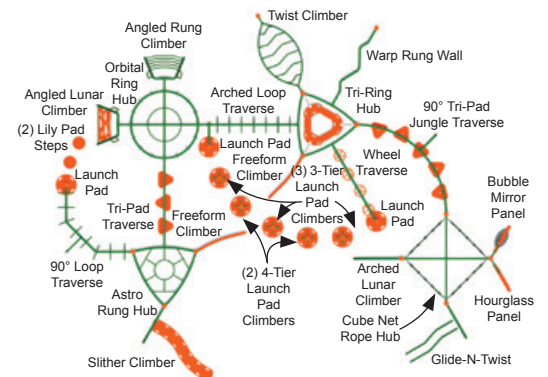 Twist Climber
Angled Rung
Climber
Orbital
Ring
Hub
Warp Rung Wall
Angled Lunar
Climber
Arched Loop
Traverse
Tri-Ring
Hub
90° Tri-Pad
Jungle Traverse
(2) Lily Pad
Steps
Launch Pad
Freeform
Climber
Wheel
Traverse
(3) 3-Tier
Launch
Pad
Climbers
Launch
Pad
Launch
Pad
Bubble
Mirror
Panel
Tri-Pad
Traverse
Freeform
Climber
90° Loop
Traverse
(2) 4-Tier
Launch
Pad
Climbers
Arched
Lunar
Climber
Astro
Rung Hub
Cube Net
Rope Hub
Hourglass
Panel
Slither Climber
Glide-N-Twist